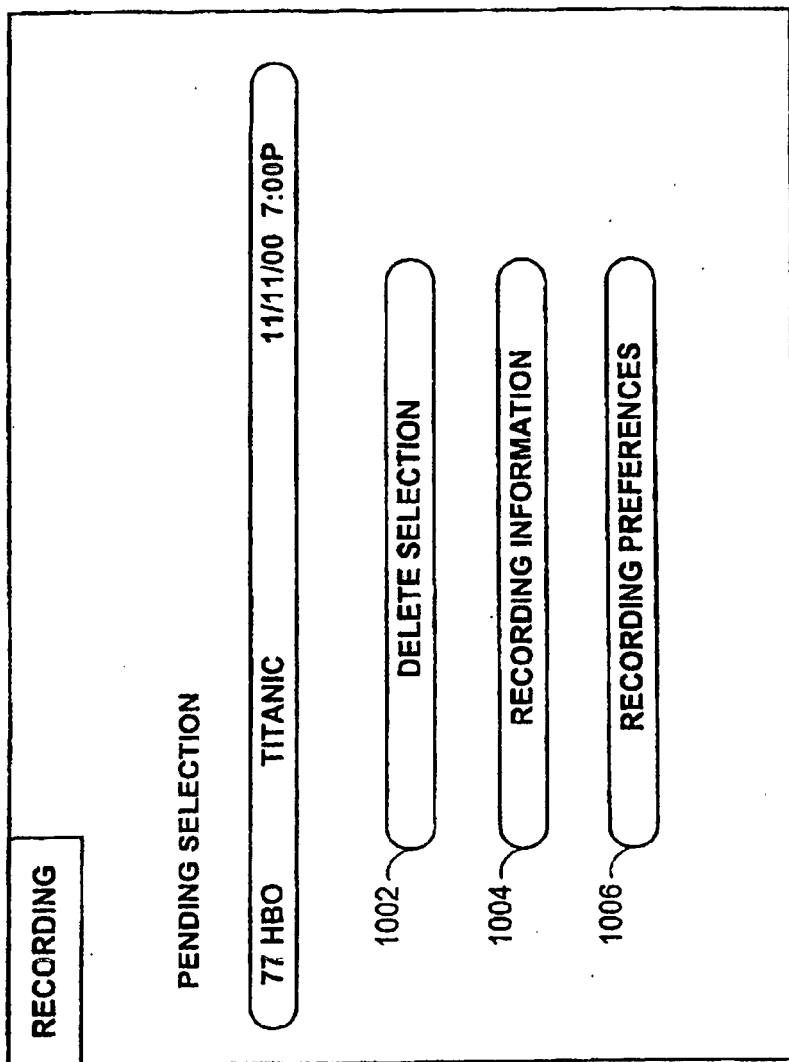 RECORDING
PENDING SELECTION
77 HBO TITANIC 11/11/00 7:00P
1002 DELETE SELECTION
1004 RECORDING INFORMATION
1006 RECORDING PREFERENCES